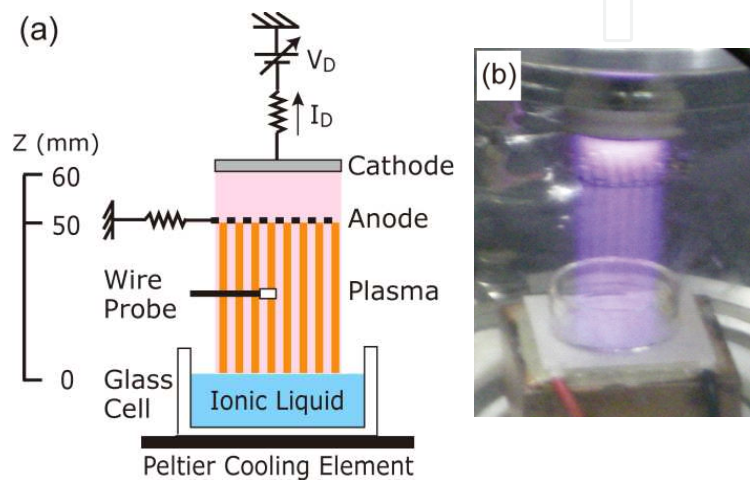 (a)
V_D
I_D
Z (mm)
60
50
0
Cathode
Anode
Wire
Probe
Plasma
Glass
Cell
Ionic Liquid
Peltier Cooling Element
(b)